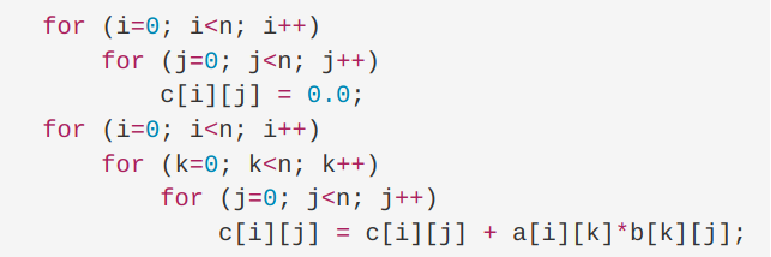 for (i=0; i<n; i++)
    for (j=0; j<n; j++)
        c[i][j] = 0.0;
for (i=0; i<n; i++)
    for (k=0; k<n; k++)
        for (j=0; j<n; j++)
            c[i][j] = c[i][j] + a[i][k]*b[k][j];